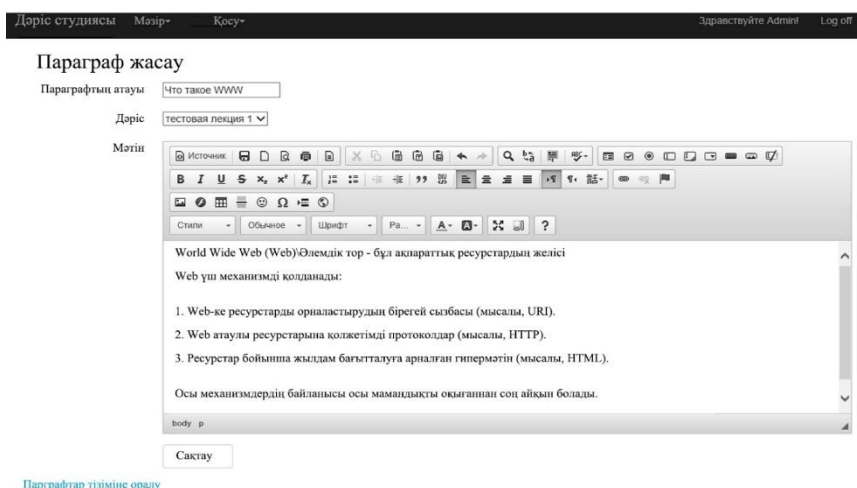 Дәріс студиясы Мәзір Қосу Здравствуйте Admin! Log off
Параграф жасау
Параграфтың атауы Что такое WWW
Дәріс тестовая лекция 1
Мәтін
Источник
Стили Обычное Шрифт Ра...
World Wide Web (Web)\Әлемдік тор - бұл ақпараттық ресурстардың желісі
Web үш механизмді қолданады:
1. Web-ке ресурстарды орналастырудың бірегей сызбасы (мысалы, URI).
2. Web атаулы ресурстарына қолжетімді протоколдар (мысалы, HTTP).
3. Ресурстар бойынша жылдам бағытталуга арналған гипермәтін (мысалы, HTML).
Осы механизмдердің байланысы осы мамандықты оқығаннан соң айқын болады.
body p
Сақтау
Парграфтар тізіміне оралу